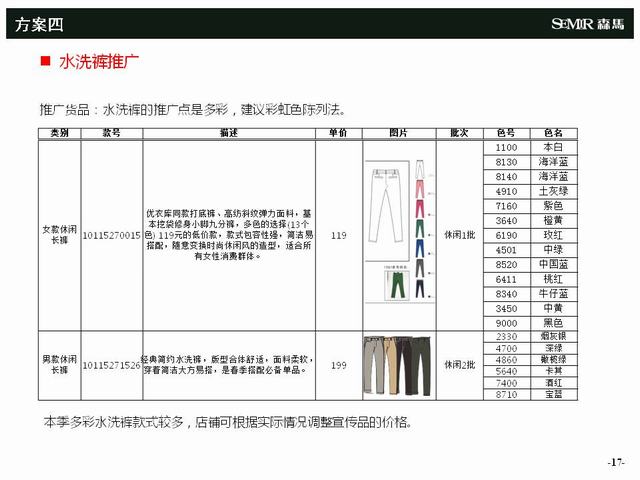 方案四
SEMIR 森馬
水洗裤推广
推广货品：水洗裤的推广点是多彩，建议彩虹色陈列法。
类别 款号 描述 单价 图片 批次 色号 色名
女款休闲
长裤
10115270015
优衣库同款打底裤、高纺斜纹弹力面料，基
本挖袋修身小脚九分裤，多色的选择(13个
色) 119元的低价款，款式包容性强，简洁易
搭配，随意变换时尚休闲风的造型，适合所
有女性消费群体。
119
休闲1批
1100 本白
8130 海洋蓝
8140 海洋蓝
4910 土灰绿
7160 紫色
3640 橙黄
6190 玫红
4501 中绿
8520 中国蓝
6411 桃红
8340 牛仔蓝
3450 中黄
9000 黑色
男款休闲
长裤
10115271526
经典简约水洗裤，版型合体舒适，面料柔软，
穿着简洁大方易搭，是春季搭配必备单品。
199
休闲2批
2330 烟灰银
4700 深绿
4860 橄榄绿
5640 卡其
7400 酒红
8710 宝蓝
本季多彩水洗裤款式较多，店铺可根据实际情况调整宣传品的价格。
-17-